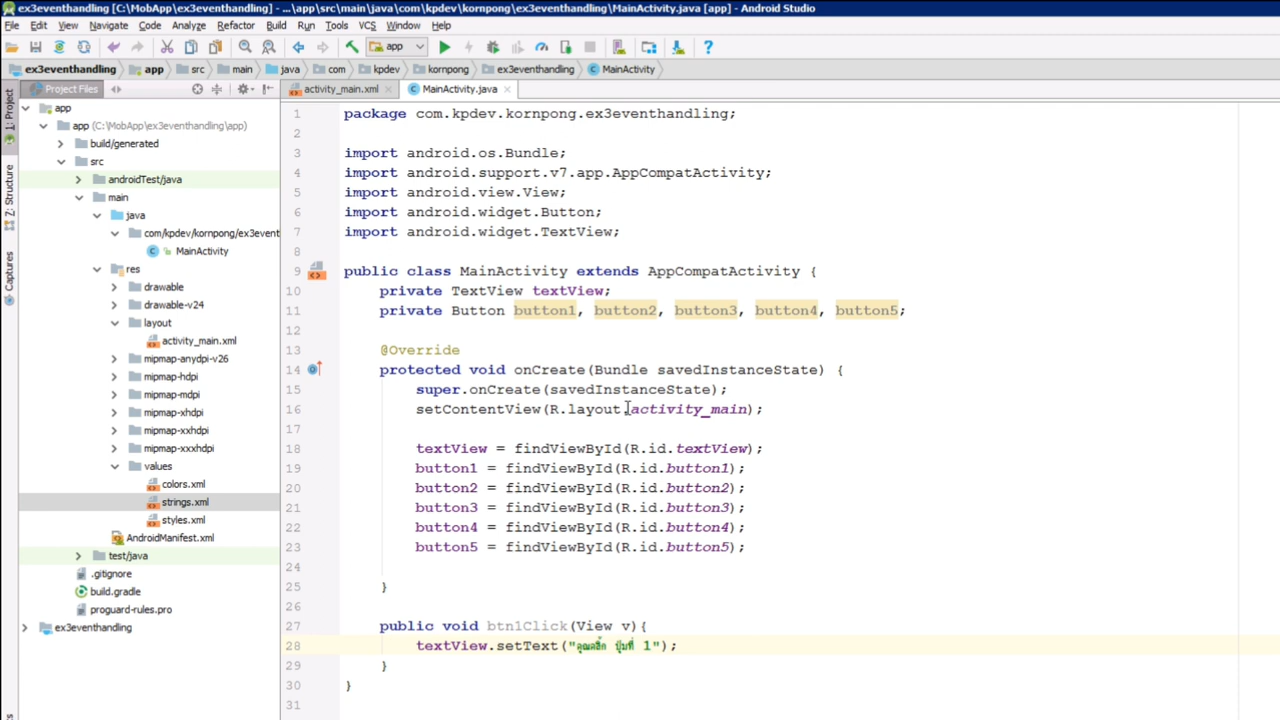 ex3eventhandling [C:\MobApp\ex3eventhandling] - ...\app\src\main\java\com\kpdev\kornpong\ex3eventhandling\MainActivity.java [app] - Android Studio
File Edit View Navigate Code Analyze Refactor Build Run Tools VCS Window Help
app
ex3eventhandling app src main java com kpdev kornpong ex3eventhandling MainActivity
1: Project
Z: Structure
Captures
Project Files
app
app (C:\MobApp\ex3eventhandling\app)
build/generated
src
androidTest/java
main
java
com/kpdev/kornpong/ex3event
MainActivity
res
drawable
drawable-v24
layout
activity_main.xml
mipmap-anydpi-v26
mipmap-hdpi
mipmap-mdpi
mipmap-xhdpi
mipmap-xxhdpi
mipmap-xxxhdpi
values
colors.xml
strings.xml
styles.xml
AndroidManifest.xml
test/java
.gitignore
build.gradle
proguard-rules.pro
ex3eventhandling
activity_main.xml MainActivity.java
1 package com.kpdev.kornpong.ex3eventhandling;
2
3 import android.os.Bundle;
4 import android.support.v7.app.AppCompatActivity;
5 import android.view.View;
6 import android.widget.Button;
7 import android.widget.TextView;
8
9 public class MainActivity extends AppCompatActivity {
10 private TextView textView;
11 private Button button1, button2, button3, button4, button5;
12
13 @Override
14 protected void onCreate(Bundle savedInstanceState) {
15 super.onCreate(savedInstanceState);
16 setContentView(R.layout.activity_main);
17
18 textView = findViewById(R.id.textView);
19 button1 = findViewById(R.id.button1);
20 button2 = findViewById(R.id.button2);
21 button3 = findViewById(R.id.button3);
22 button4 = findViewById(R.id.button4);
23 button5 = findViewById(R.id.button5);
24
25 }
26
27 public void btn1Click(View v){
28 textView.setText("คุณคลิ๊ก ปุ่มที่ 1");
29 }
30 }
31